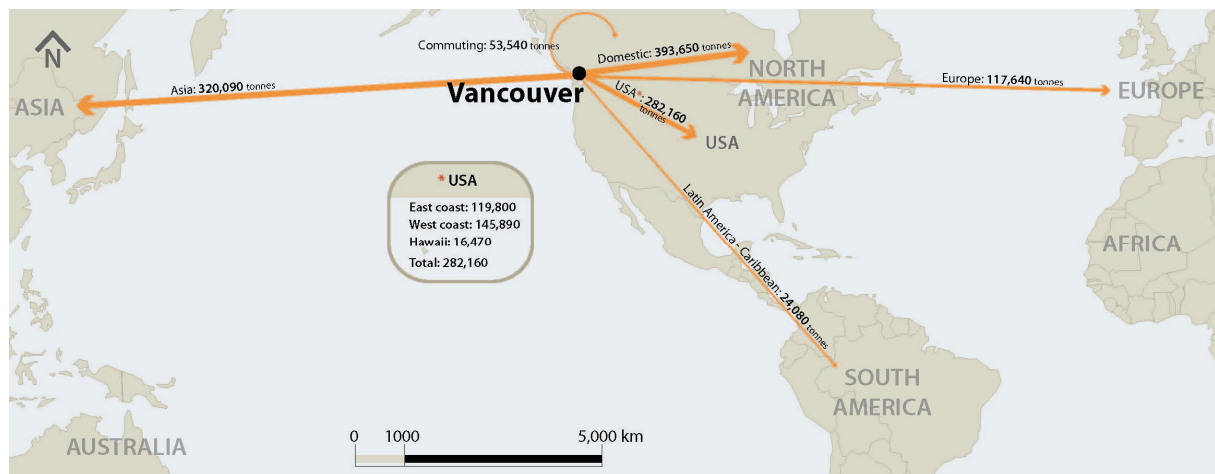 N
Commuting: 53,540 tonnes
Domestic: 393,650 tonnes
NORTH
AMERICA
Asia: 320,090 tonnes
ASIA
Vancouver
Europe: 117,640 tonnes
EUROPE
USA*: 282,160
tonnes
USA
* USA
East coast: 119,800
West coast: 145,890
Hawaii: 16,470
Total: 282,160
Latin America - Caribbean: 24,080 tonnes
AFRICA
SOUTH
AMERICA
AUSTRALIA
0 1000 5,000 km